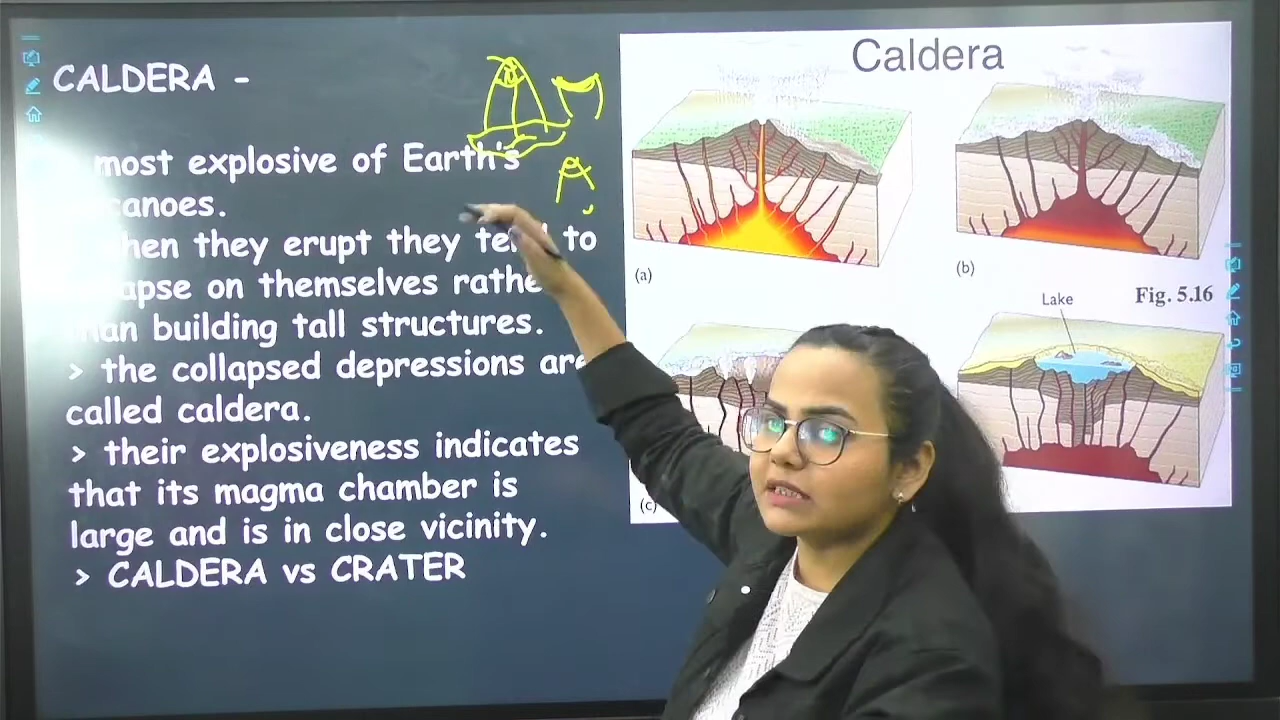 CALDERA -
most explosive of Earth's
canoes.
hen they erupt they te to
apse on themselves rathe
an building tall structures.
> the collapsed depressions are
called caldera.
> their explosiveness indicates
that its magma chamber is
large and is in close vicinity.
> CALDERA vs CRATER
Caldera
(a)
(b)
Lake
Fig. 5.16
(c)